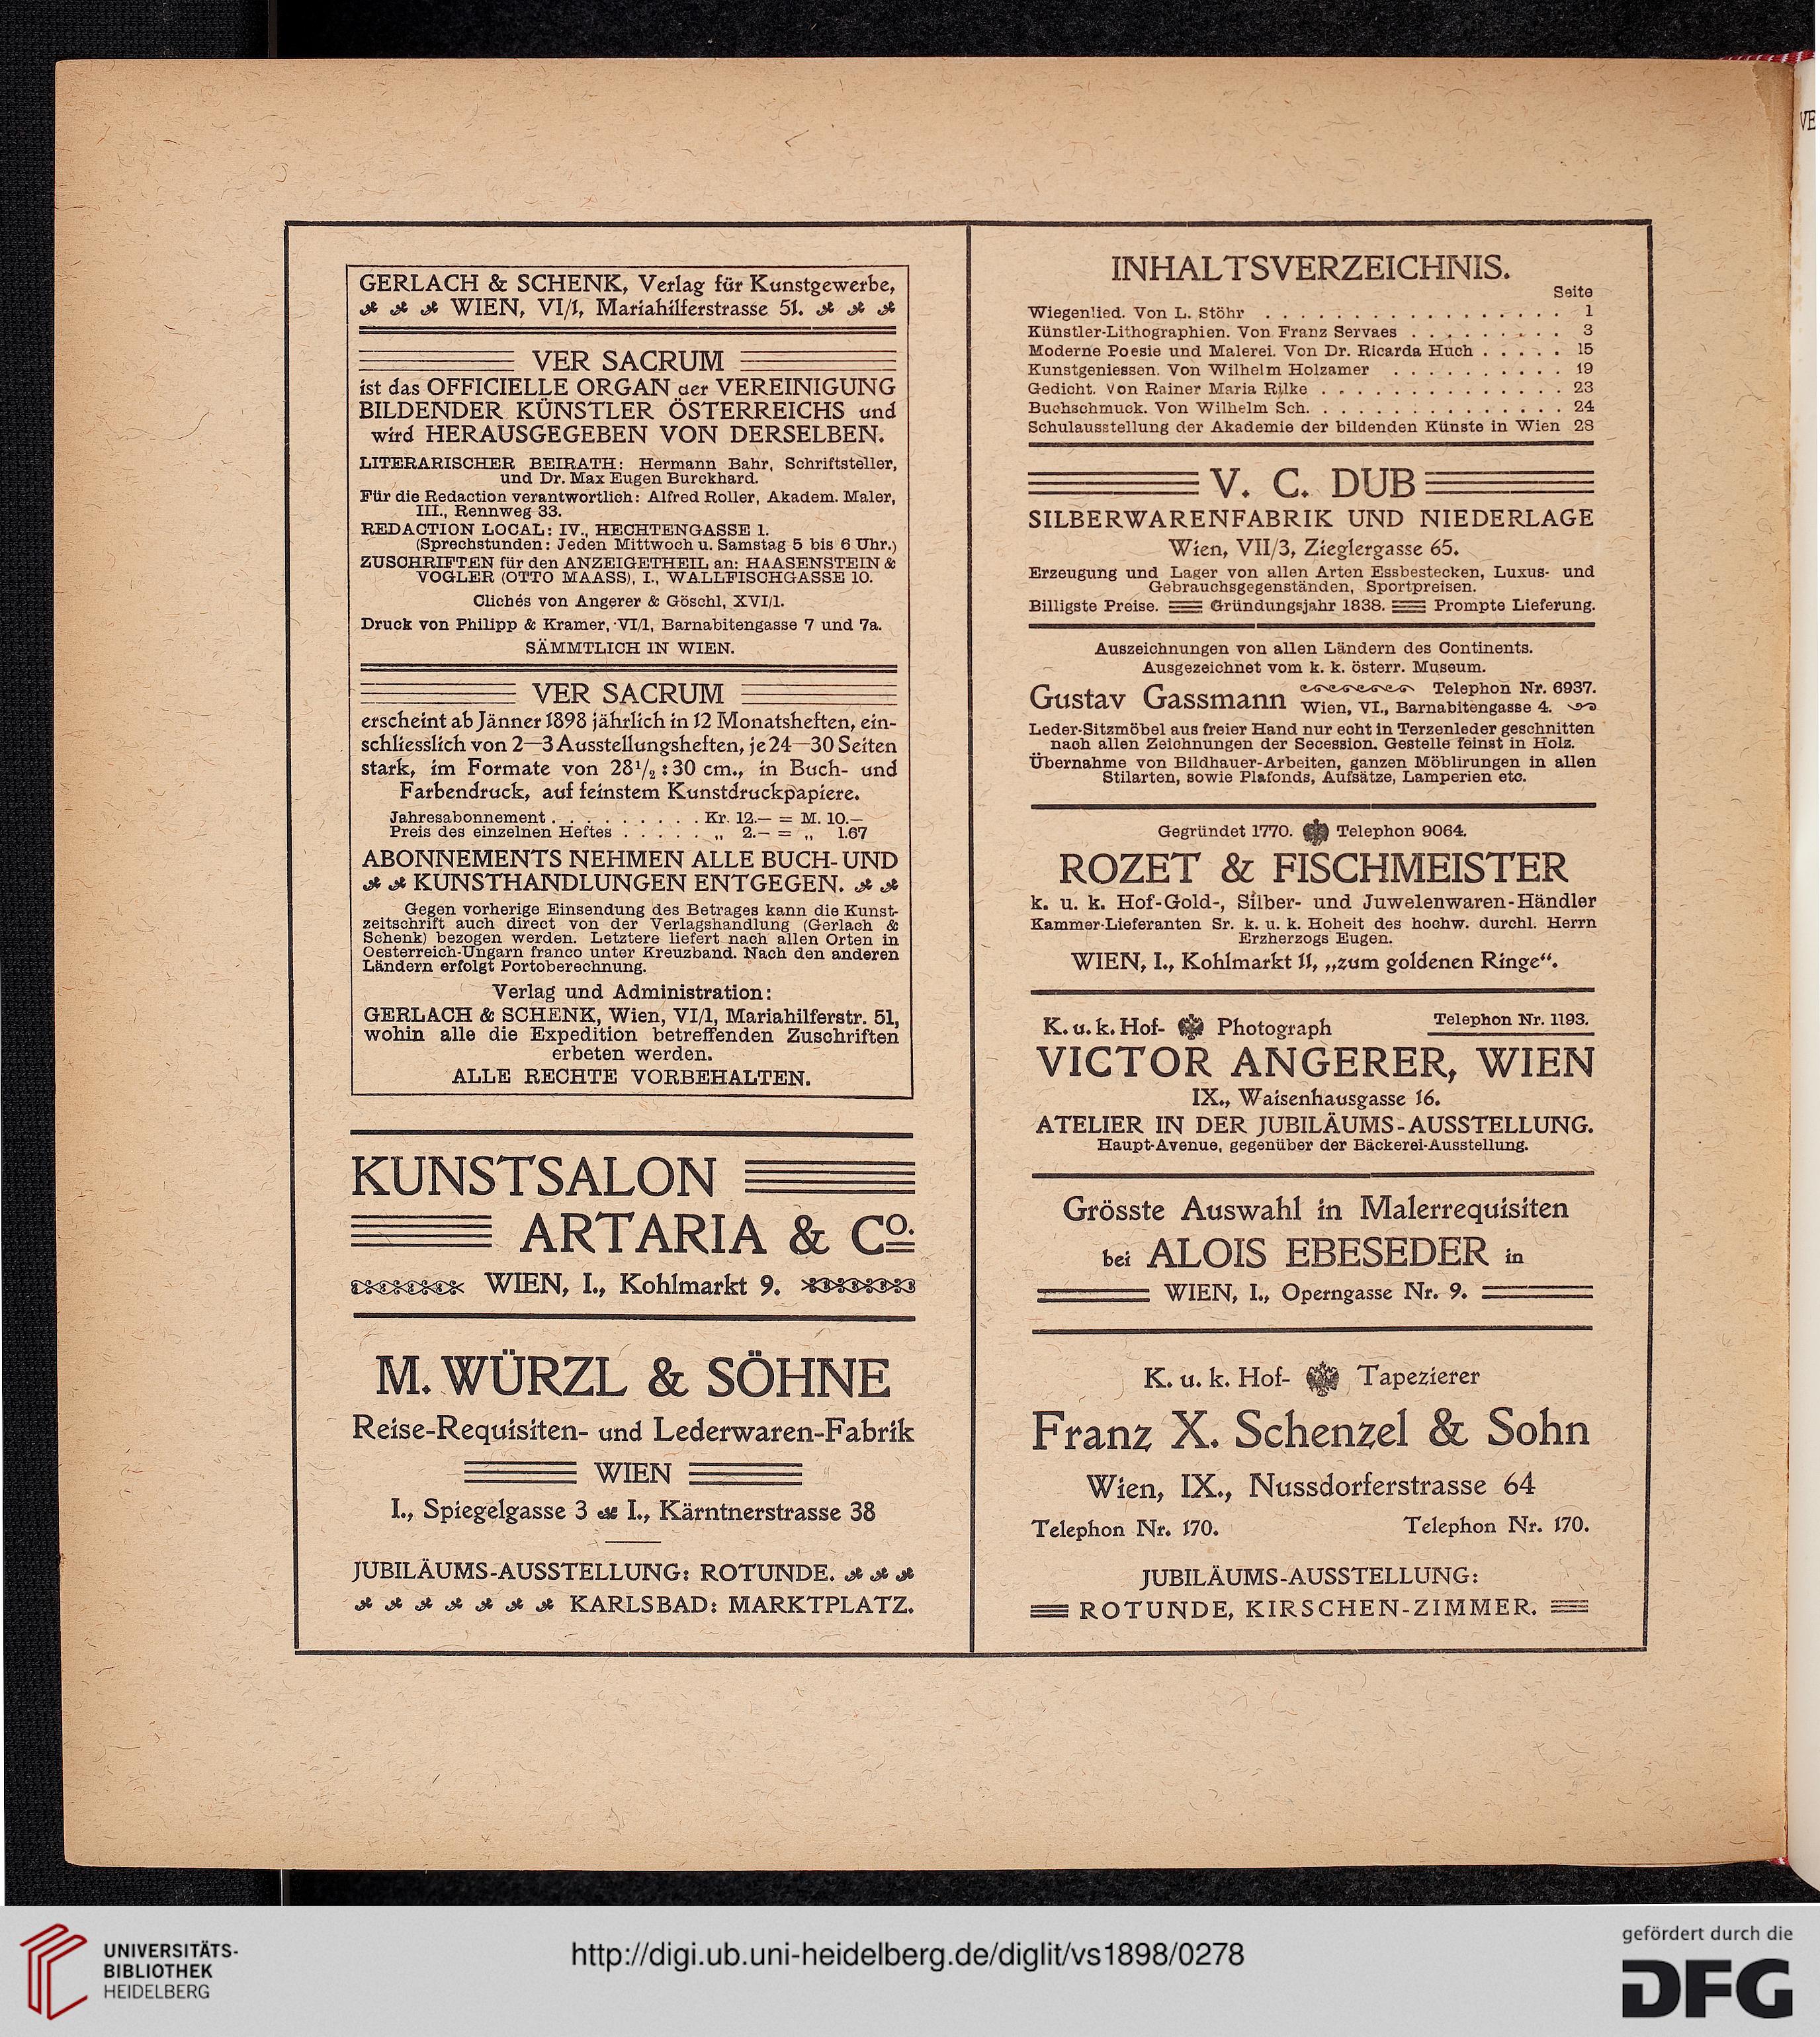 GERLACH & SCHENK, Verlag für Kunstgewerbe,
WIEN, VI/1, Mariahilferstrasse 51.
VER SACRUM
ist das OFFICIELLE ORGAN der VEREINIGUNG
BILDENDER KÜNSTLER ÖSTERREICHS und
wird HERAUSGEGEBEN VON DERSELBEN.
LITERARISCHER BEIRATH: Hermann Bahr, Schriftsteller,
und Dr. Max Eugen Burckhard.
Für die Redaction verantwortlich: Alfred Roller, Akadem. Maler,
III., Rennweg 33.
REDACTION LOCAL: IV., HECHTENGASSE 1.
(Sprechstunden: Jeden Mittwoch u. Samstag 5 bis 6 Uhr.)
ZUSCHRIFTEN für den ANZEIGETHEIL an: HAASENSTEIN &
VOGLER (OTTO MAASS), I., WALLFISCHGASSE 10.
Clichés von Angerer & Göschl, XVI/1.
Druck von Philipp & Kramer, VI/1, Barnabitengasse 7 und 7a.
SÄMMTLICH IN WIEN.
VER SACRUM
erscheint ab Jänner 1898 jährlich in 12 Monatsheften, ein-
schliesslich von 2—3 Ausstellungsheften, je 24—30 Seiten
stark, im Formate von 28½ : 30 cm., in Buch- und
Farbendruck, auf feinstem Kunstdruckpapiere.
Jahresabonnement . . . . . . . . . Kr. 12.— = M. 10.—
Preis des einzelnen Heftes . . . . . „ 2.— = „ 1.67
ABONNEMENTS NEHMEN ALLE BUCH- UND
KUNSTHANDLUNGEN ENTGEGEN.
Gegen vorherige Einsendung des Betrages kann die Kunst-
zeitschrift auch direct von der Verlagshandlung (Gerlach &
Schenk) bezogen werden. Letztere liefert nach allen Orten in
Oesterreich-Ungarn franco unter Kreuzband. Nach den anderen
Ländern erfolgt Portoberechnung.
Verlag und Administration:
GERLACH & SCHENK, Wien, VI/1, Mariahilferstr. 51,
wohin alle die Expedition betreffenden Zuschriften
erbeten werden.
ALLE RECHTE VORBEHALTEN.
KUNSTSALON
ARTARIA & Co.
WIEN, I., Kohlmarkt 9.
M. WÜRZL & SÖHNE
Reise-Requisiten- und Lederwaren-Fabrik
WIEN
I., Spiegelgasse 3 I., Kärntnerstrasse 38
JUBILÄUMS-AUSSTELLUNG: ROTUNDE.
KARLSBAD: MARKTPLATZ.
INHALTSVERZEICHNIS.
Seite
Wiegenlied. Von L. Stöhr . . . . . . . . . . . . . . . . . 1
Künstler-Lithographien. Von Franz Servaes . . . . . . . . . 3
Moderne Poesie und Malerei. Von Dr. Ricarda Huch . . . . . 15
Kunstgeniessen. Von Wilhelm Holzamer . . . . . . . . . . 19
Gedicht. Von Rainer Maria Rilke . . . . . . . . . . . . . . 23
Buchschmuck. Von Wilhelm Sch. . . . . . . . . . . . . . . . 24
Schulausstellung der Akademie der bildenden Künste in Wien 28
V. C. DUB
SILBERWARENFABRIK UND NIEDERLAGE
Wien, VII/3, Zieglergasse 65.
Erzeugung und Lager von allen Arten Essbestecken, Luxus- und
Gebrauchsgegenständen, Sportpreisen.
Billigste Preise. Gründungsjahr 1838. Prompte Lieferung.
Auszeichnungen von allen Ländern des Continents.
Ausgezeichnet vom k. k. österr. Museum.
Gustav Gassmann Telephon Nr. 6937.
Wien, VI., Barnabitengasse 4.
Leder-Sitzmöbel aus freier Hand nur echt in Terzenleder geschnitten
nach allen Zeichnungen der Secession. Gestelle feinst in Holz.
Übernahme von Bildhauer-Arbeiten, ganzen Möblirungen in allen
Stilarten, sowie Plafonds, Aufsätze, Lamperien etc.
Gegründet 1770. Telephon 9064.
ROZET & FISCHMEISTER
k. u. k. Hof-Gold-, Silber- und Juwelenwaren-Händler
Kammer-Lieferanten Sr. k. u. k. Hoheit des hochw. durchl. Herrn
Erzherzogs Eugen.
WIEN, I., Kohlmarkt 11, „zum goldenen Ringe“.
K. u. k. Hof- Photograph Telephon Nr. 1193.
VICTOR ANGERER, WIEN
IX., Waisenhausgasse 16.
ATELIER IN DER JUBILÄUMS-AUSSTELLUNG.
Haupt-Avenue, gegenüber der Bäckerei-Ausstellung.
Grösste Auswahl in Malerrequisiten
bei ALOIS EBESEDER in
WIEN, I., Operngasse Nr. 9.
K. u. k. Hof- Tapezierer
Franz X. Schenzel & Sohn
Wien, IX., Nussdorferstrasse 64
Telephon Nr. 170. Telephon Nr. 170.
JUBILÄUMS-AUSSTELLUNG:
ROTUNDE, KIRSCHEN-ZIMMER.
VE
UNIVERSITÄTS-
BIBLIOTHEK
HEIDELBERG
http://digi.ub.uni-heidelberg.de/diglit/vs1898/0278
gefördert durch die
DFG